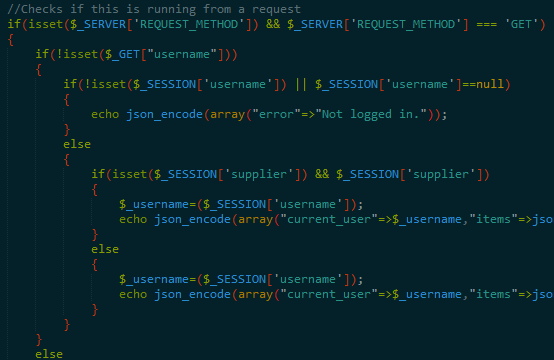 //Checks if this is running from a request
if(isset($_SERVER['REQUEST_METHOD']) && $_SERVER['REQUEST_METHOD'] === 'GET')
{
if(!isset($_GET["username"]))
{
if(!isset($_SESSION['username']) || $_SESSION['username']==null)
{
echo json_encode(array("error"=>"Not logged in."));
}
else
{
if(isset($_SESSION['supplier']) && $_SESSION['supplier'])
{
$_username=($_SESSION['username']);
echo json_encode(array("current_user"=>$_username,"items"=>jso
}
else
{
$_username=($_SESSION['username']);
echo json_encode(array("current_user"=>$_username,"items"=>jso
}
}
}
else